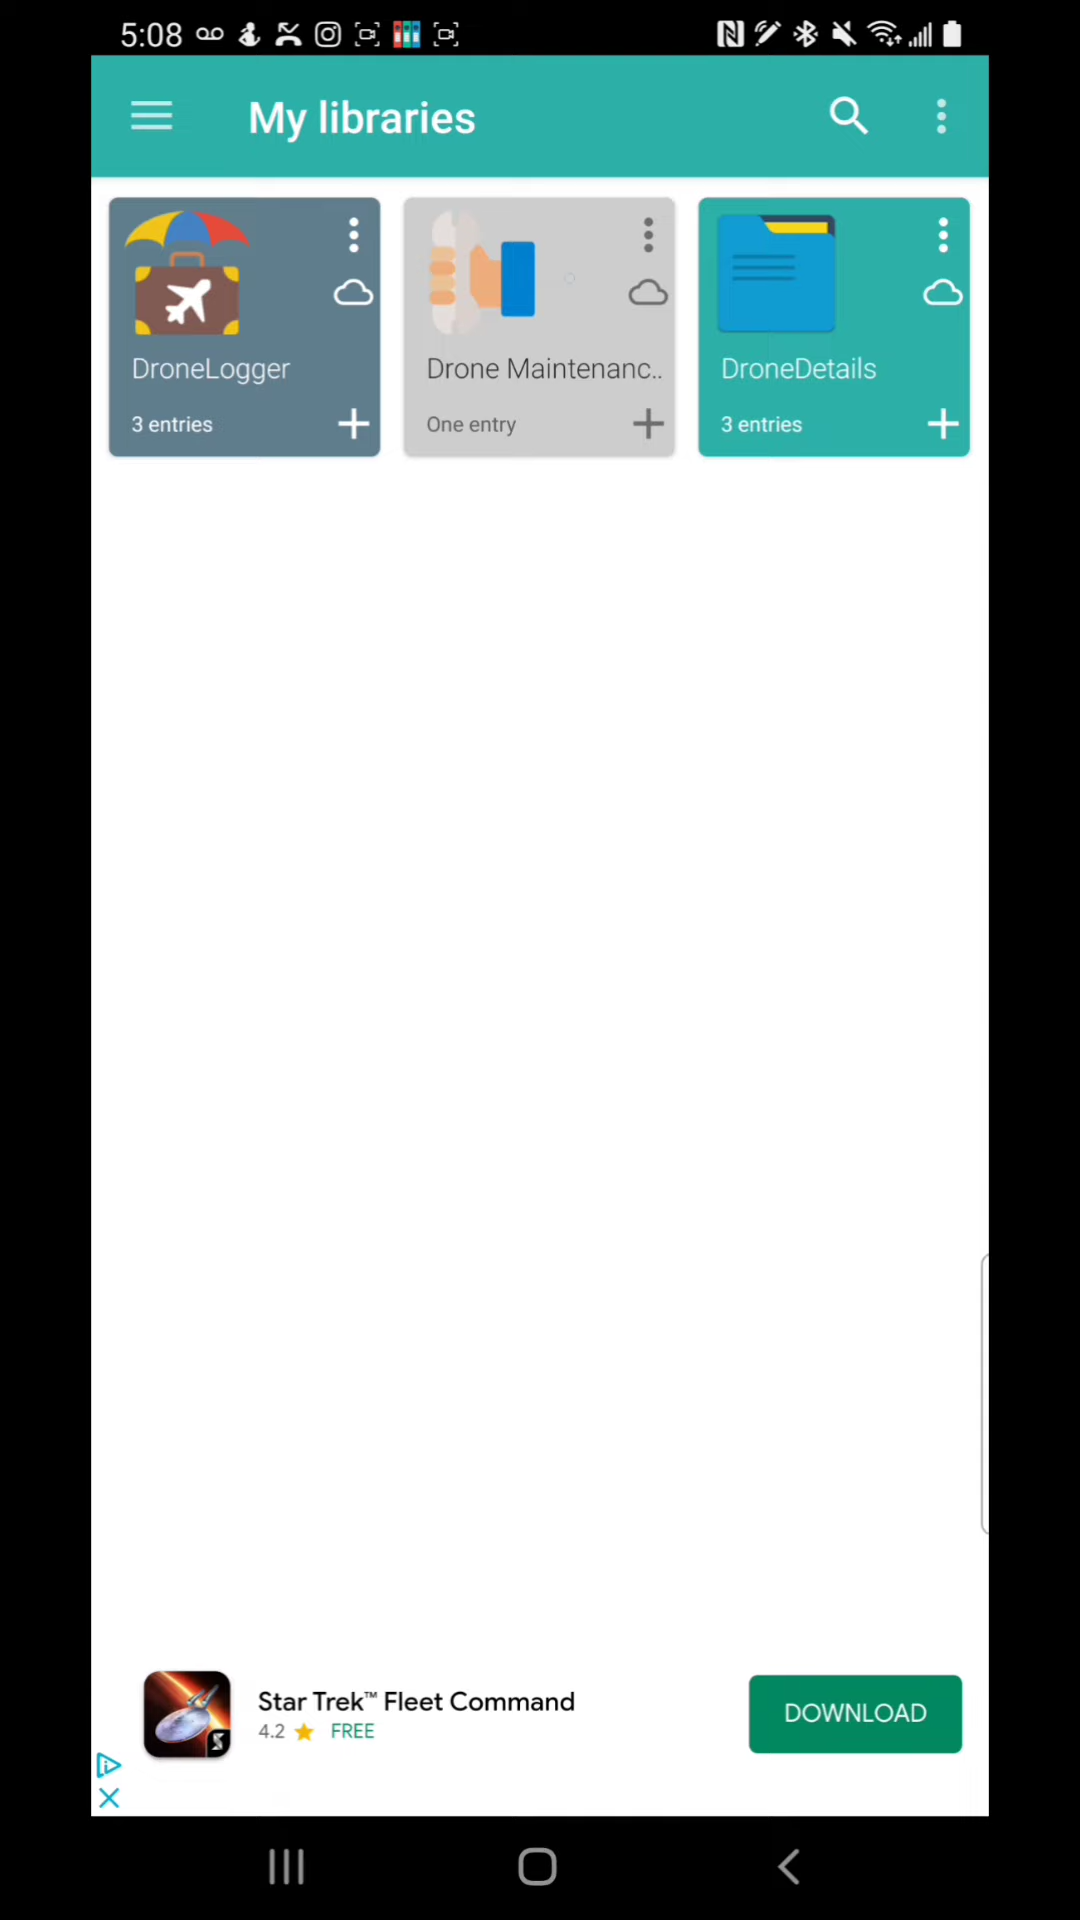 5:08
My libraries
DroneLogger
3 entries
Drone Maintenanc..
One entry
DroneDetails
3 entries
Star Trek™ Fleet Command
4.2 ★ FREE
DOWNLOAD